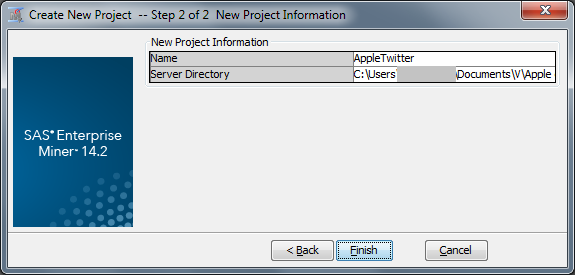 Create New Project -- Step 2 of 2 New Project Information
New Project Information
Name AppleTwitter
Server Directory C:\Users \Documents\V\Apple
SAS® Enterprise
Miner™ 14.2
< Back Finish Cancel